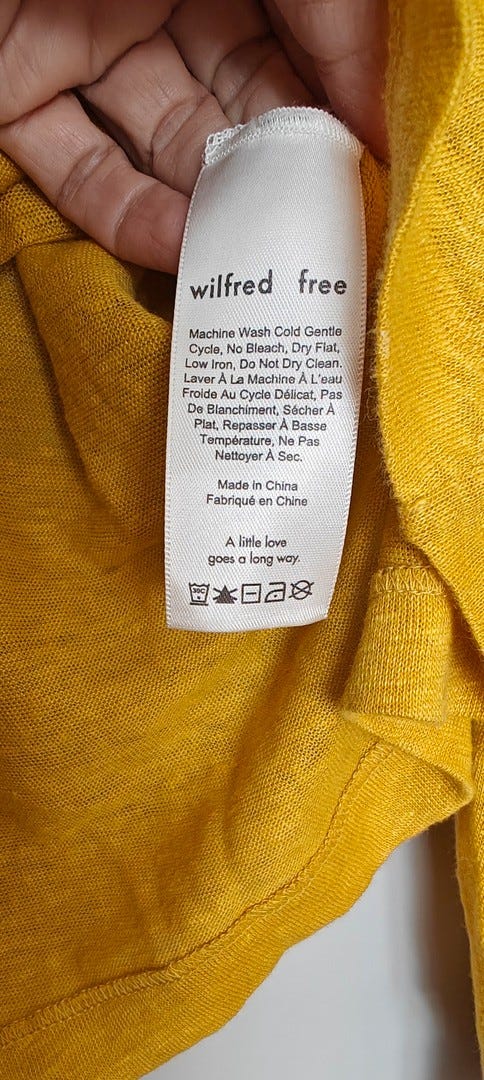 wilfred free
Machine Wash Cold Gentle
Cycle, No Bleach, Dry Flat,
Low Iron, Do Not Dry Clean.
Laver À La Machine À L'eau
Froide Au Cycle Délicat, Pas
De Blanchiment, Sécher À
Plat, Repasser À Basse
Température, Ne Pas
Nettoyer À Sec.
Made in China
Fabriqué en Chine
A little love
goes a long way.
30C